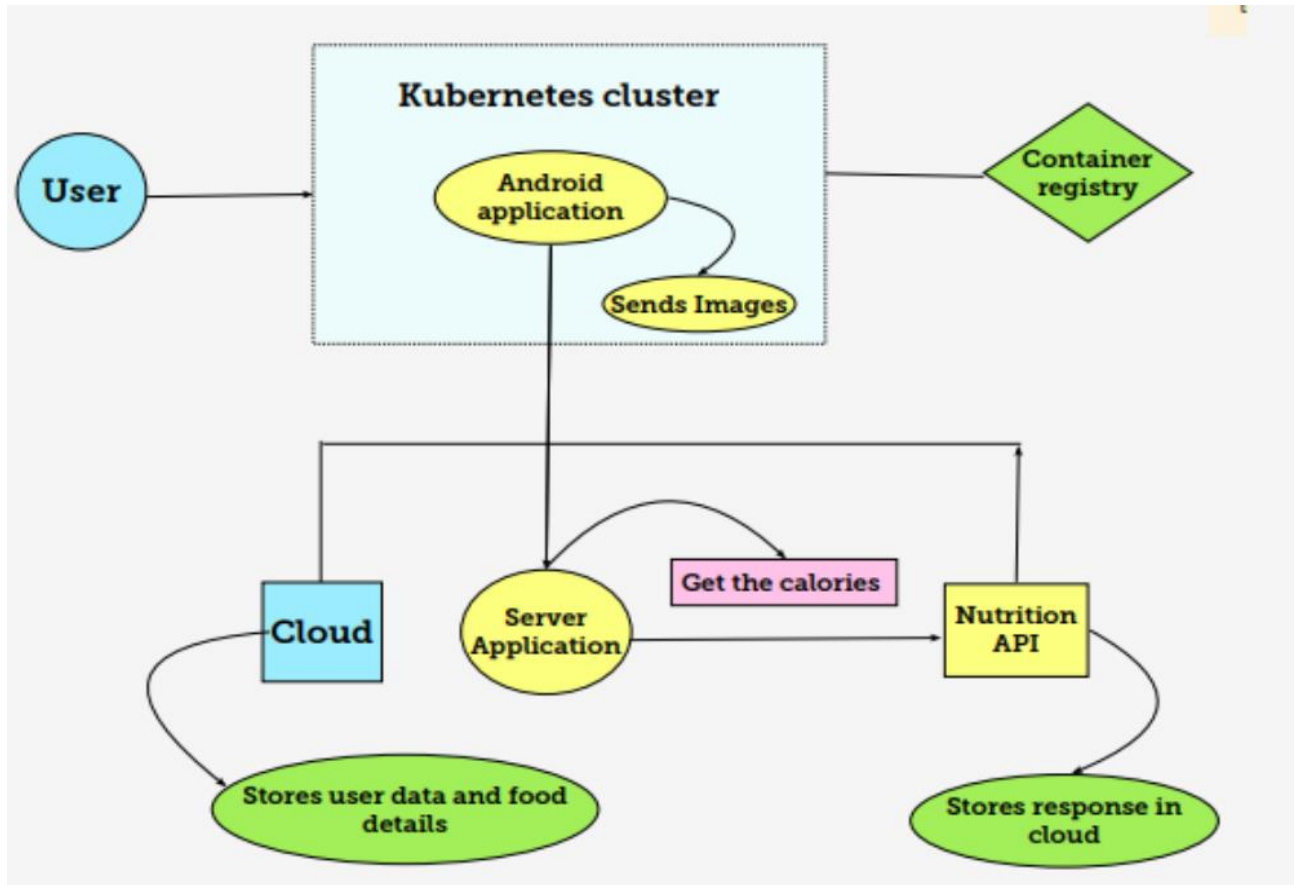 Kubernetes cluster
User
Android
application
Sends Images
Container
registry
Cloud
Server
Application
Get the calories
Nutrition
API
Stores user data and food
details
Stores response in
cloud